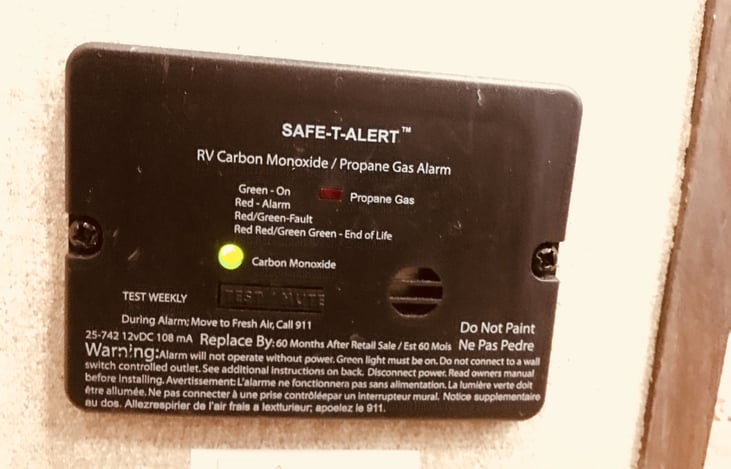 SAFE-T-ALERT™
RV Carbon Monoxide / Propane Gas Alarm
Green - On
Red - Alarm
Red/Green-Fault
Red Red/Green Green - End of Life
Propane Gas
Carbon Monoxide
TEST WEEKLY
TEST / MUTE
During Alarm; Move to Fresh Air, Call 911
Do Not Paint
Ne Pas Pedre
25-742 12vDC 108 mA Replace By: 60 Months After Retail Sale / Est 60 Mois
Warning: Alarm will not operate without power. Green light must be on. Do not connect to a wall
switch controlled outlet. See additional instructions on back. Disconnect power. Read owners manual
before installing. Avertissement: L'alarme ne fonctionnera pas sans alimentation. La lumière verte doit
être allumée. Ne pas connecter à une prise contrôléepar un interrupteur mural. Notice supplementaire
au dos. Allezrespirier de l'air frais a lextturieur; apoelez le 911.